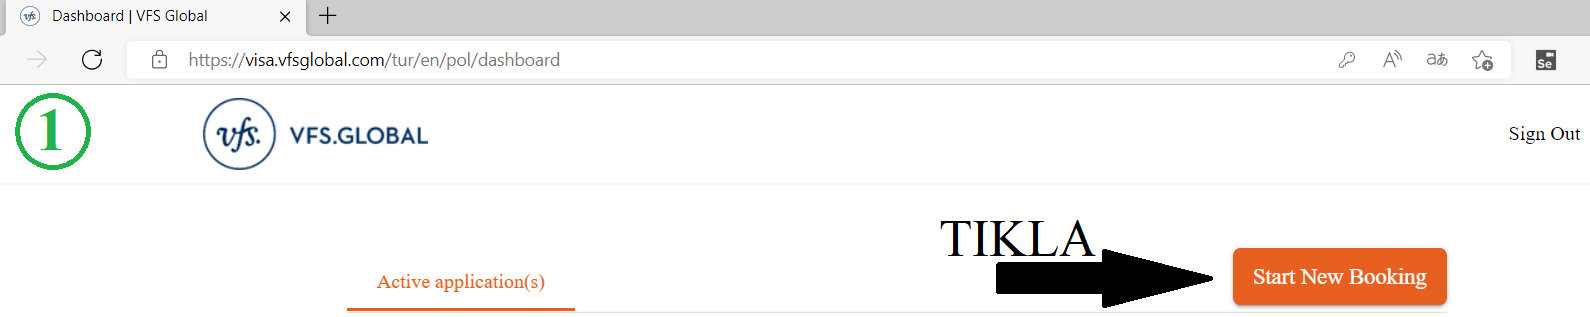 vfs. Dashboard | VFS Global
https://visa.vfsglobal.com/tur/en/pol/dashboard
Se
1
vfs. VFS.GLOBAL
Sign Out
TIKLA
Active application(s)
Start New Booking